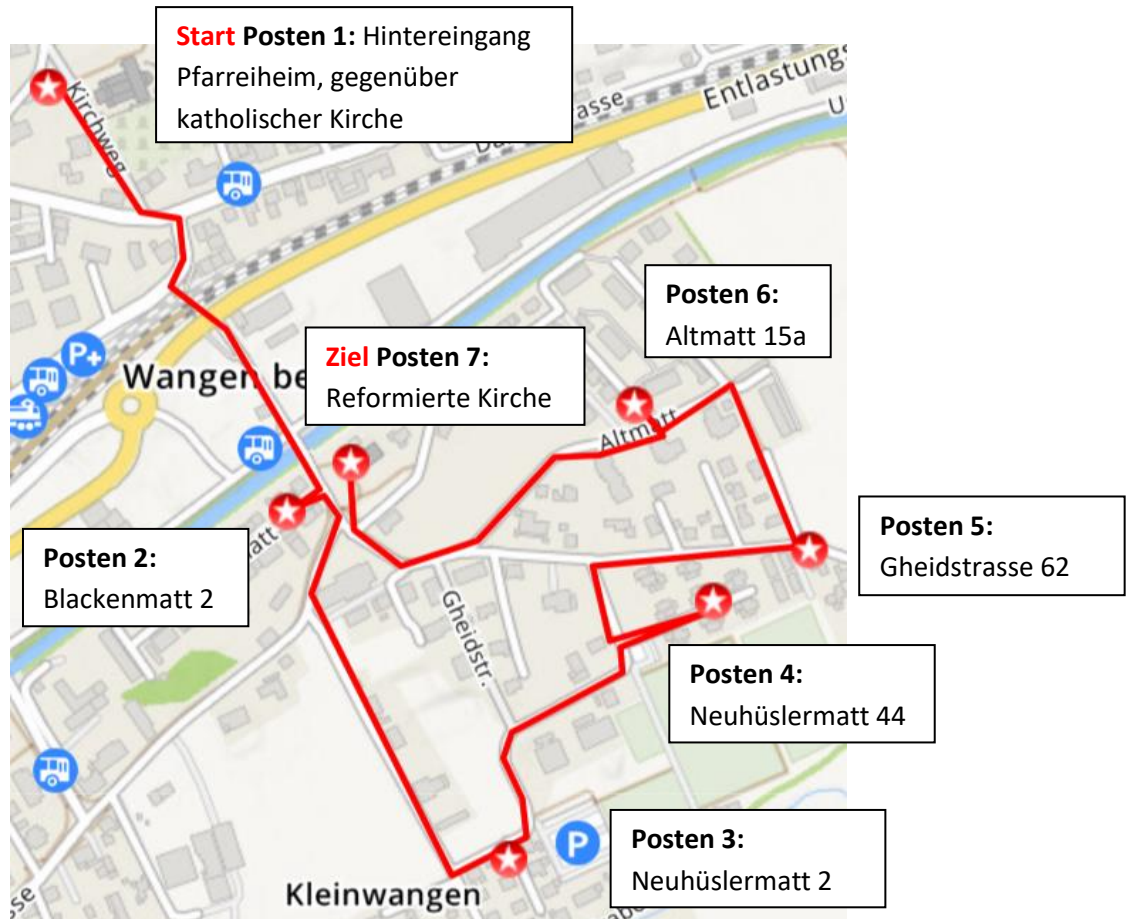 Start Posten 1: Hintereingang
Pfarreiheim, gegenüber
katholischer Kirche
Kirchweg
asse
Entlastungs
U
Posten 6:
Altmatt 15a
P+
Wangen be
Ziel Posten 7:
Reformierte Kirche
Altmatt
Posten 5:
Gheidstrasse 62
Posten 2:
Blackenmatt 2
att
Gheidstr.
Posten 4:
Neuhüslermatt 44
Posten 3:
Neuhüslermatt 2
P
Kleinwangen
sse